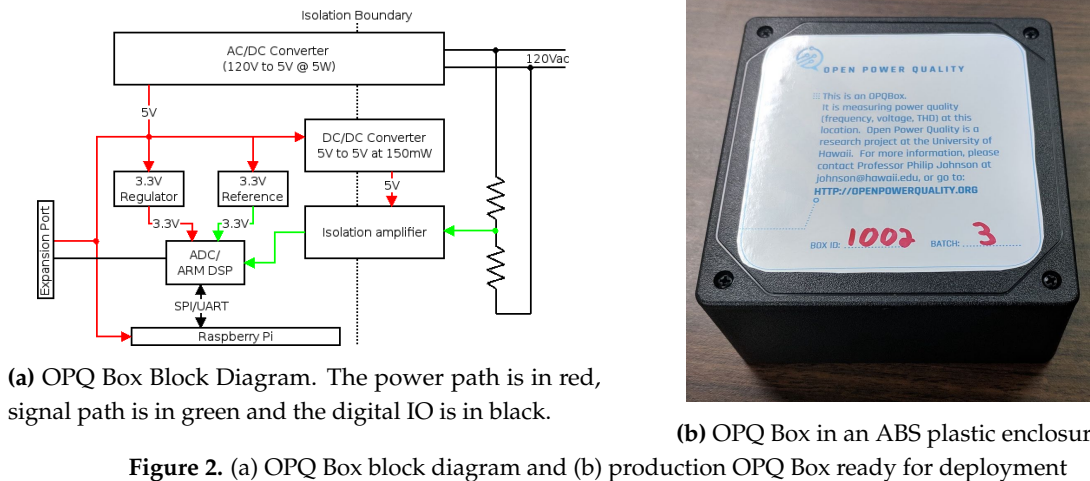 Isolation Boundary
AC/DC Converter
(120V to 5V @ 5W)
120Vac
5V
DC/DC Converter
5V to 5V at 150mW
3.3V
Regulator
3.3V
Reference
5V
3.3V
3.3V
Isolation amplifier
Expansion Port
ADC/
ARM DSP
SPI/UART
Raspberry Pi
(a) OPQ Box Block Diagram. The power path is in red,
signal path is in green and the digital IO is in black.
OPEN POWER QUALITY
This is an OPQBox.
It is measuring power quality
(frequency, voltage, THD) at this
location. Open Power Quality is a
research project at the University of
Hawaii. For more information, please
contact Professor Philip Johnson at
johnson@hawaii.edu, or go to:
HTTP://OPENPOWERQUALITY.ORG
BOX ID: 1002 BATCH: 3
(b) OPQ Box in an ABS plastic enclosur
Figure 2. (a) OPQ Box block diagram and (b) production OPQ Box ready for deployment